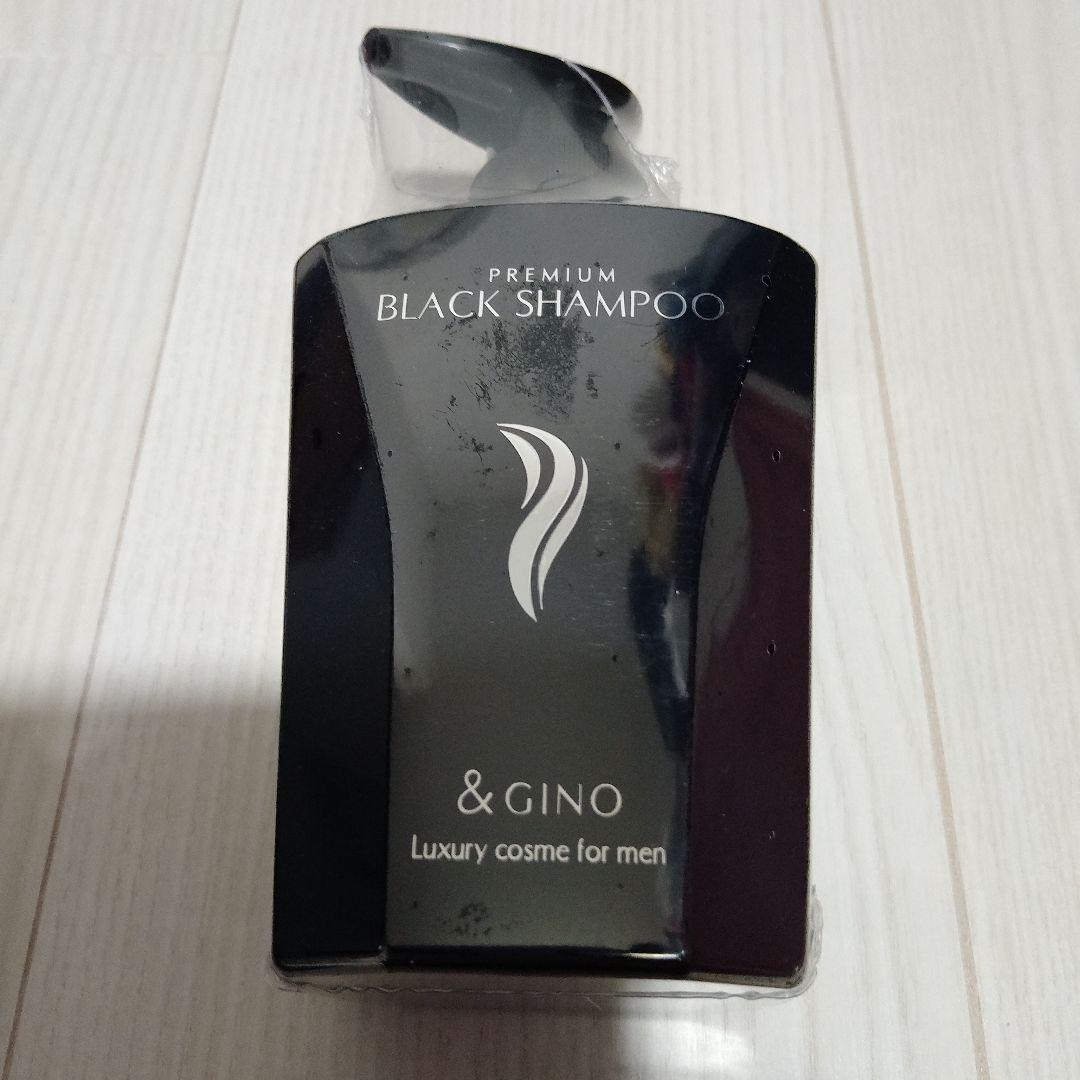 PREMIUM
BLACK SHAMPOO
& GINO
Luxury cosme for men